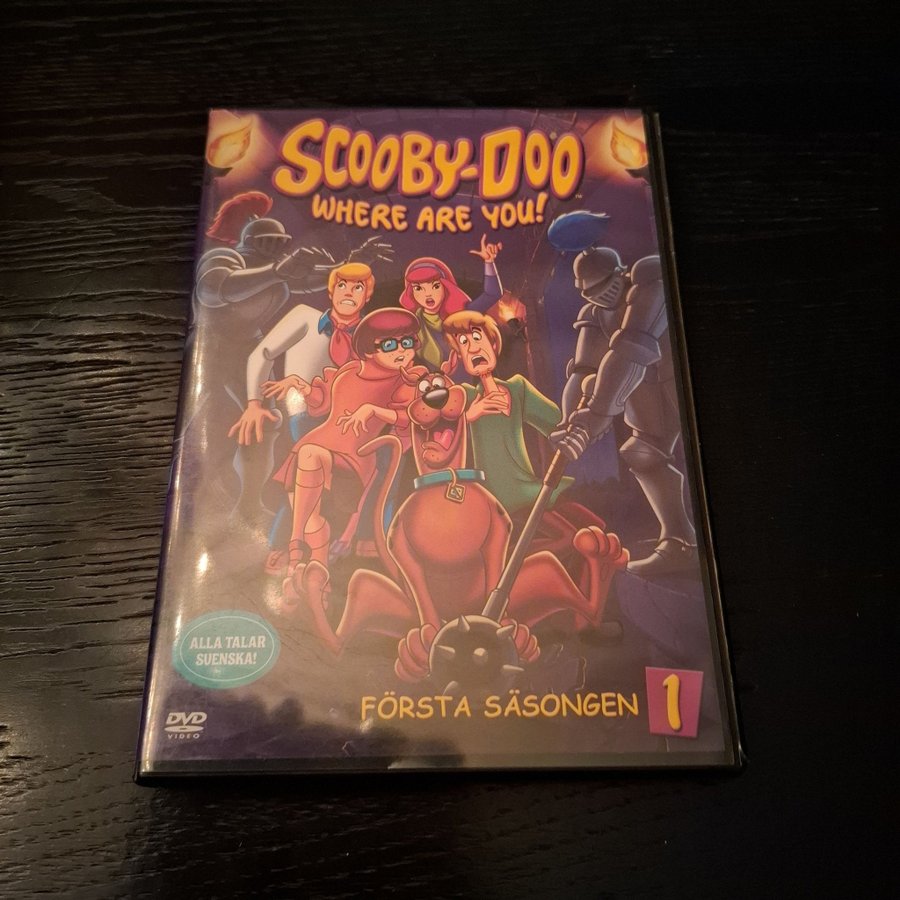 SCOOBY-DOO
WHERE ARE YOU!
ALLA TALAR
SVENSKA!
FÖRSTA SÄSONGEN 1
DVD
VIDEO